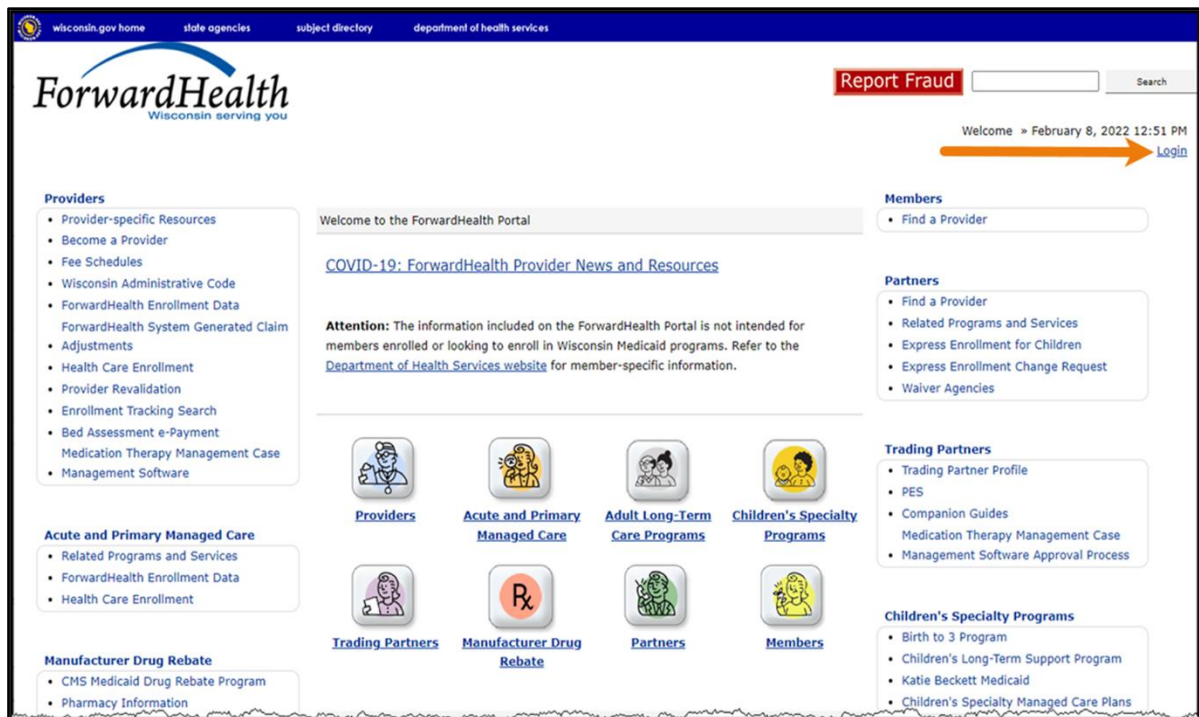 wisconsin.gov home state agencies subject directory department of health services
ForwardHealth
Wisconsin serving you
Report Fraud
Search
Welcome » February 8, 2022 12:51 PM
Login
Providers
• Provider-specific Resources
• Become a Provider
• Fee Schedules
• Wisconsin Administrative Code
• ForwardHealth Enrollment Data
ForwardHealth System Generated Claim
• Adjustments
• Health Care Enrollment
• Provider Revalidation
• Enrollment Tracking Search
• Bed Assessment e-Payment
Medication Therapy Management Case
• Management Software
Acute and Primary Managed Care
• Related Programs and Services
• ForwardHealth Enrollment Data
• Health Care Enrollment
Manufacturer Drug Rebate
• CMS Medicaid Drug Rebate Program
• Pharmacy Information
Welcome to the ForwardHealth Portal
COVID-19: ForwardHealth Provider News and Resources
Attention: The information included on the ForwardHealth Portal is not intended for
members enrolled or looking to enroll in Wisconsin Medicaid programs. Refer to the
Department of Health Services website for member-specific information.
Providers
Acute and Primary
Managed Care
Adult Long-Term
Care Programs
Children's Specialty
Programs
Trading Partners
Rx
Manufacturer Drug
Rebate
Partners
Members
Members
• Find a Provider
Partners
• Find a Provider
• Related Programs and Services
• Express Enrollment for Children
• Express Enrollment Change Request
• Waiver Agencies
Trading Partners
• Trading Partner Profile
• PES
• Companion Guides
Medication Therapy Management Case
• Management Software Approval Process
Children's Specialty Programs
• Birth to 3 Program
• Children's Long-Term Support Program
• Katie Beckett Medicaid
• Children's Specialty Managed Care Plans